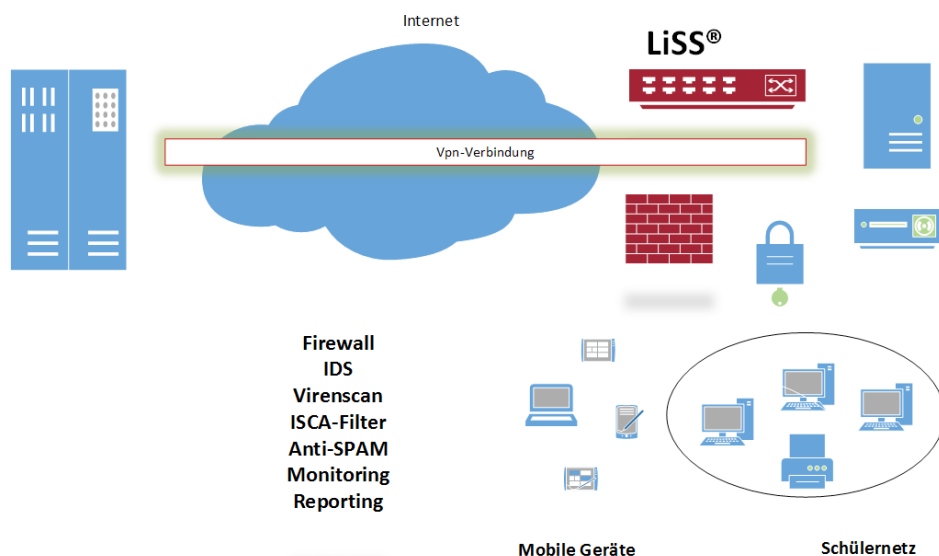 Internet
LiSS®
Vpn-Verbindung
Firewall
IDS
Virenscan
ISCA-Filter
Anti-SPAM
Monitoring
Reporting
Mobile Geräte
Schülernetz